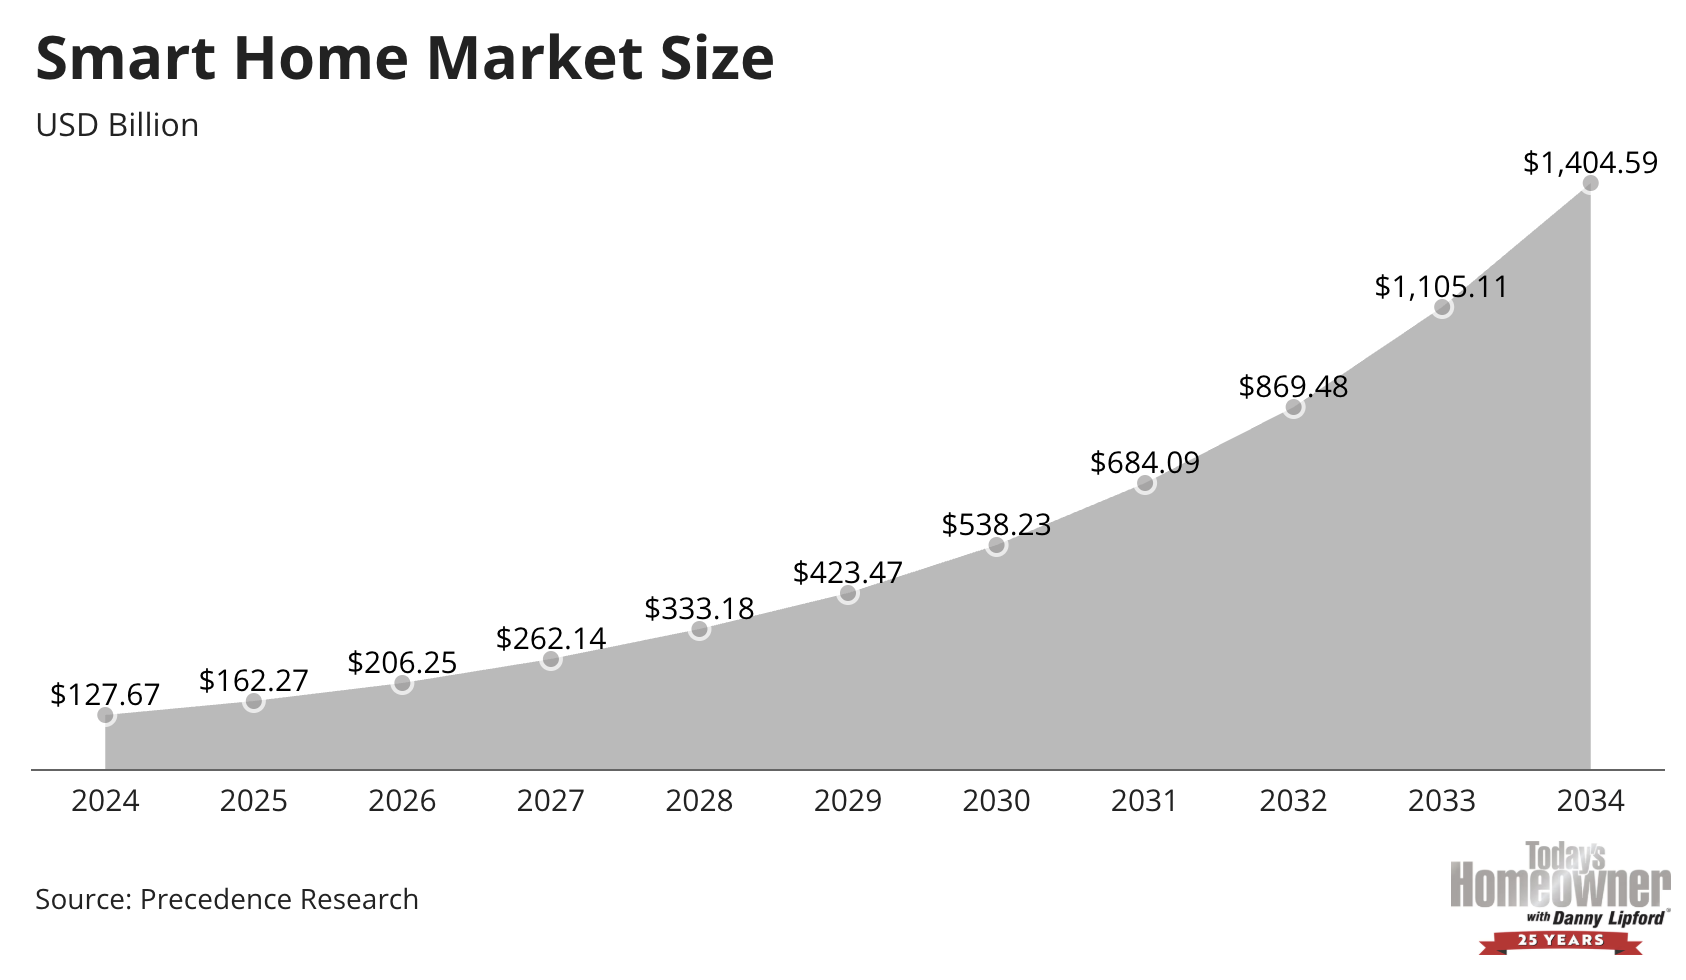 Smart Home Market Size
USD Billion
$1,404.59
$1,105.11
$869.48
$684.09
$538.23
$423.47
$333.18
$262.14
$206.25
$162.27
$127.67
2024 2025 2026 2027 2028 2029 2030 2031 2032 2033 2034
Source: Precedence Research
Today's
Homeowner
with Danny Lipford®
25 YEARS